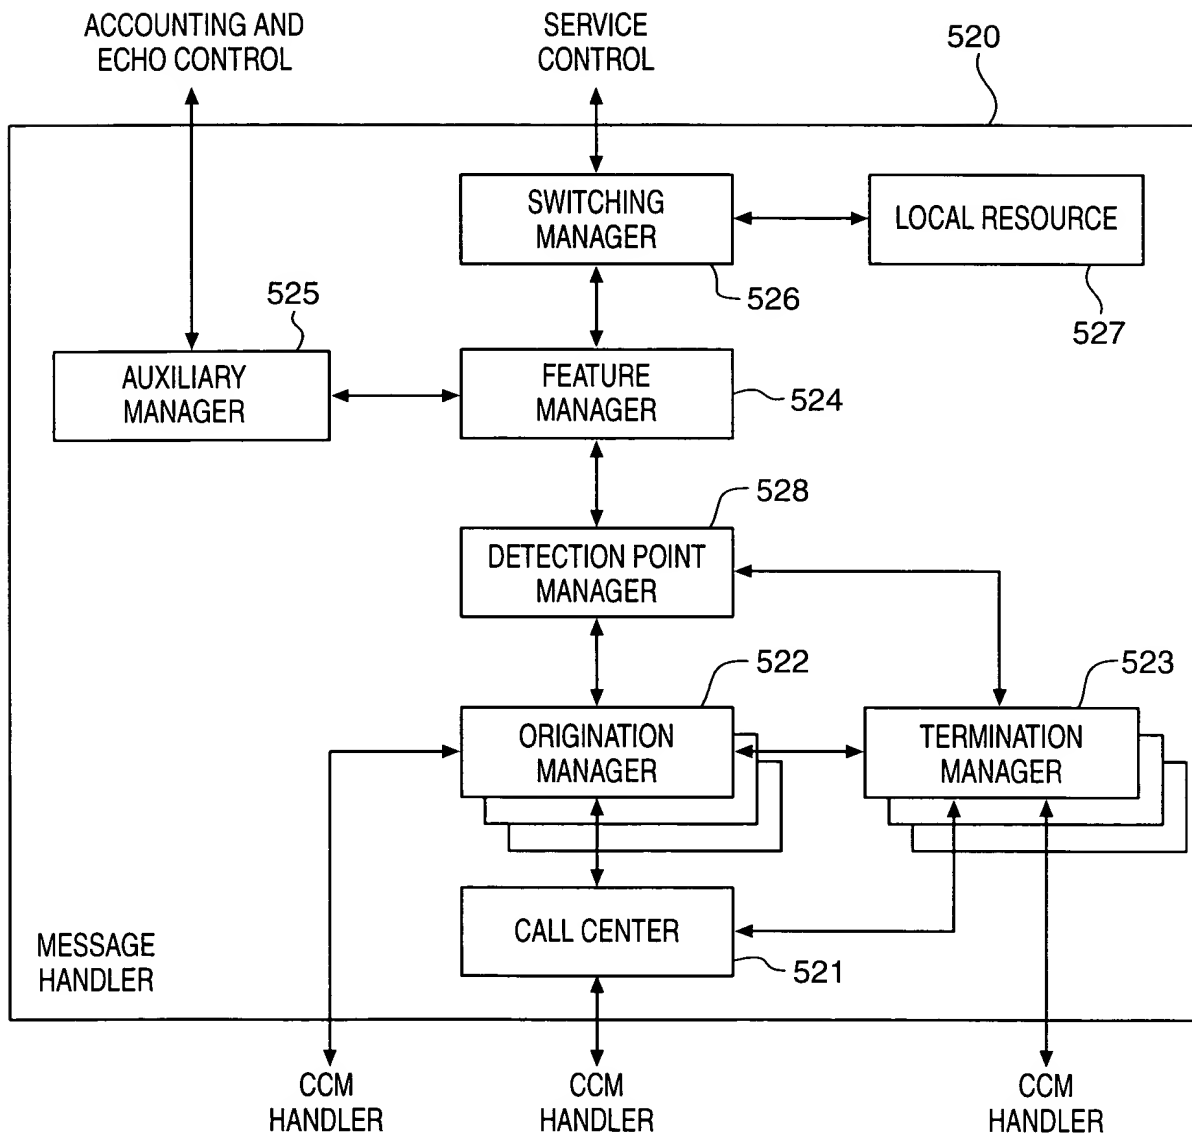 ACCOUNTING AND
ECHO CONTROL
SERVICE
CONTROL
520
SWITCHING
MANAGER
LOCAL RESOURCE
526
527
525
AUXILIARY
MANAGER
FEATURE
MANAGER
524
528
DETECTION POINT
MANAGER
522
523
ORIGINATION
MANAGER
TERMINATION
MANAGER
CALL CENTER
521
MESSAGE
HANDLER
CCM
HANDLER
CCM
HANDLER
CCM
HANDLER